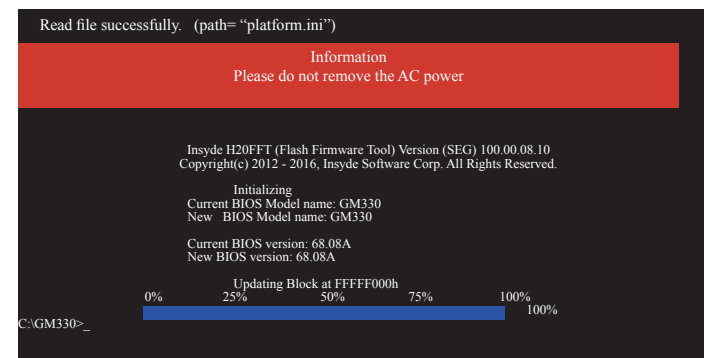 Read file successfully. (path= “platform.ini”)
Information
Please do not remove the AC power
Insyde H20FFT (Flash Firmware Tool) Version (SEG) 100.00.08.10
Copyright(c) 2012 - 2016, Insyde Software Corp. All Rights Reserved.
Initializing
Current BIOS Model name: GM330
New BIOS Model name: GM330
Current BIOS version: 68.08A
New BIOS version: 68.08A
Updating Block at FFFFF000h
0% 25% 50% 75% 100%
100%
C:\GM330>_